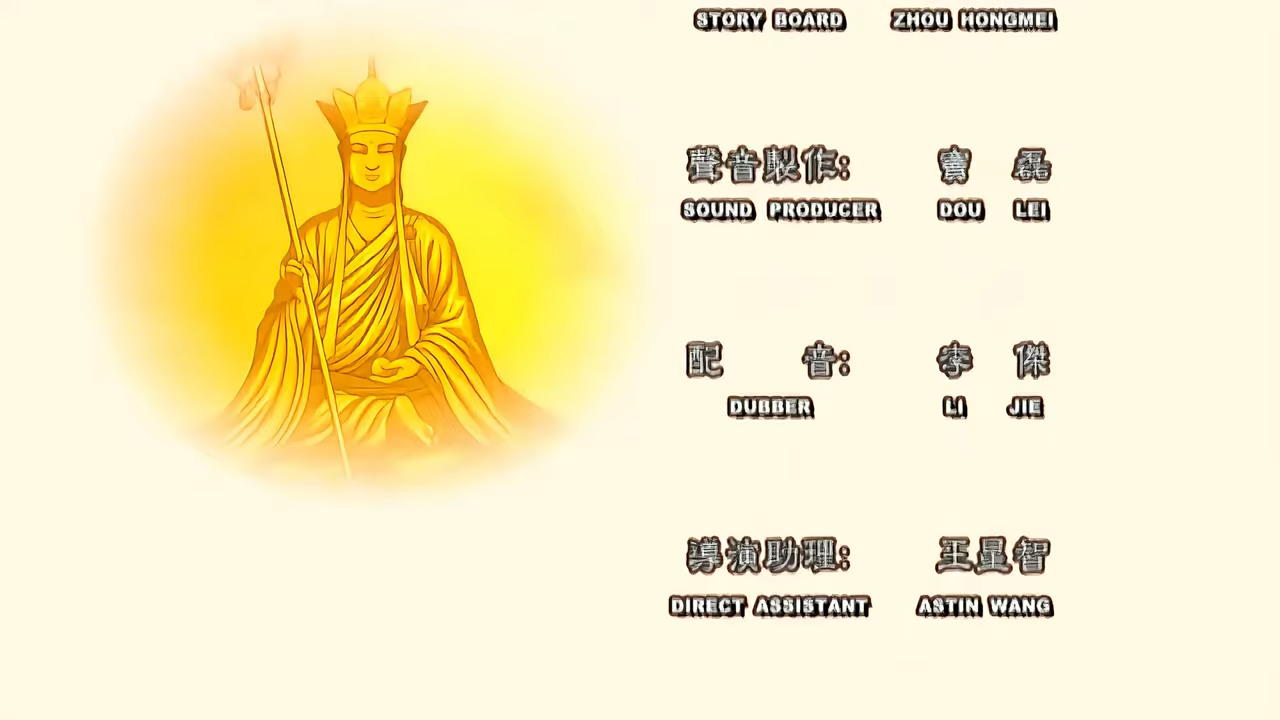 STORY BOARD ZHOU HONGMEI
聲音製作: 竇 磊
SOUND PRODUCER DOU LEI
配 音: 李 傑
DUBBER LI JIE
導演助理: 王星智
DIRECT ASSISTANT ASTIN WANG